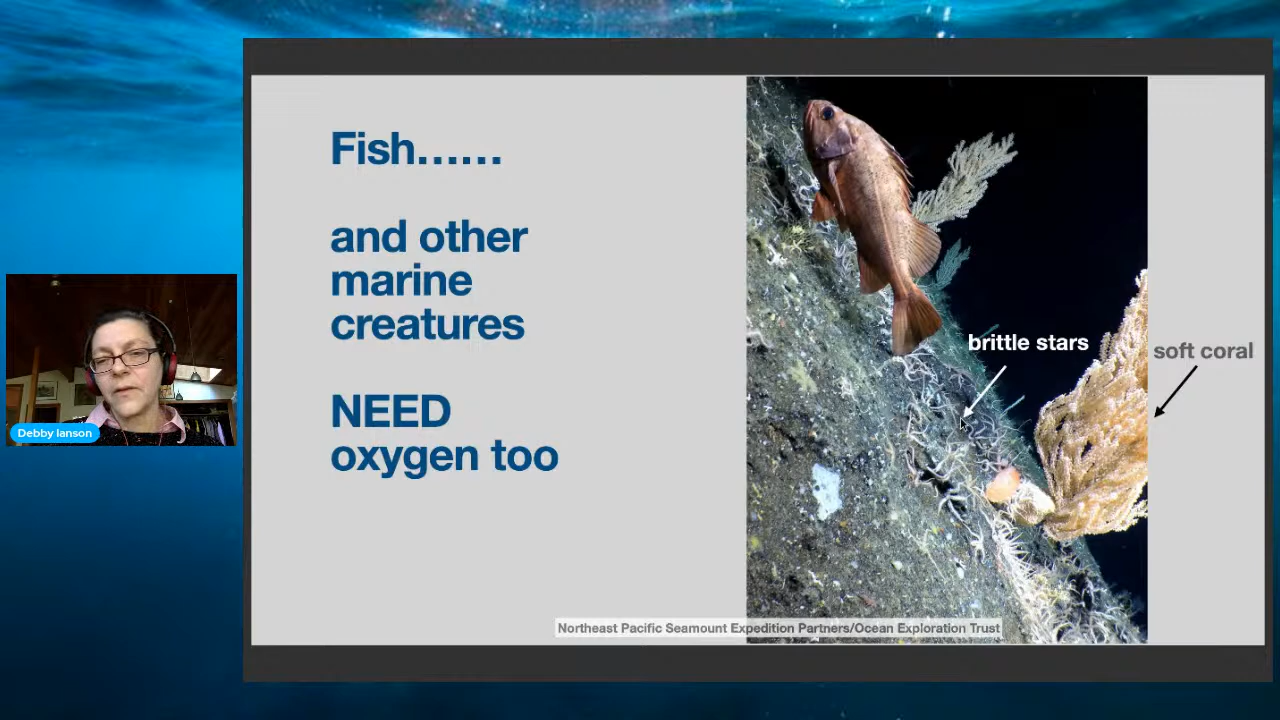 Fish……
and other
marine
creatures
NEED
oxygen too
brittle stars
soft coral
Debby Ianson
Northeast Pacific Seamount Expedition Partners/Ocean Exploration Trust